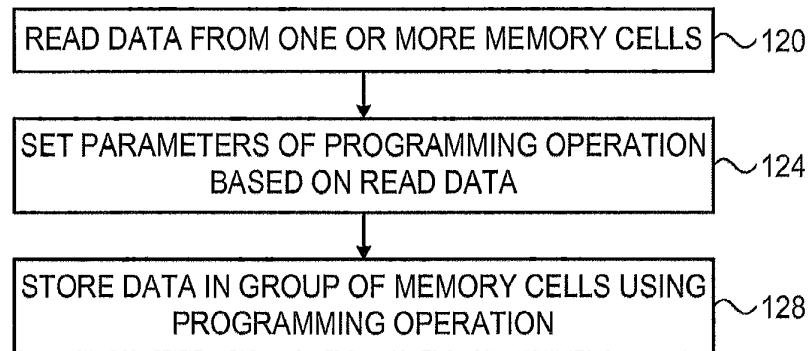 READ DATA FROM ONE OR MORE MEMORY CELLS 120
SET PARAMETERS OF PROGRAMMING OPERATION
BASED ON READ DATA 124
STORE DATA IN GROUP OF MEMORY CELLS USING
PROGRAMMING OPERATION 128